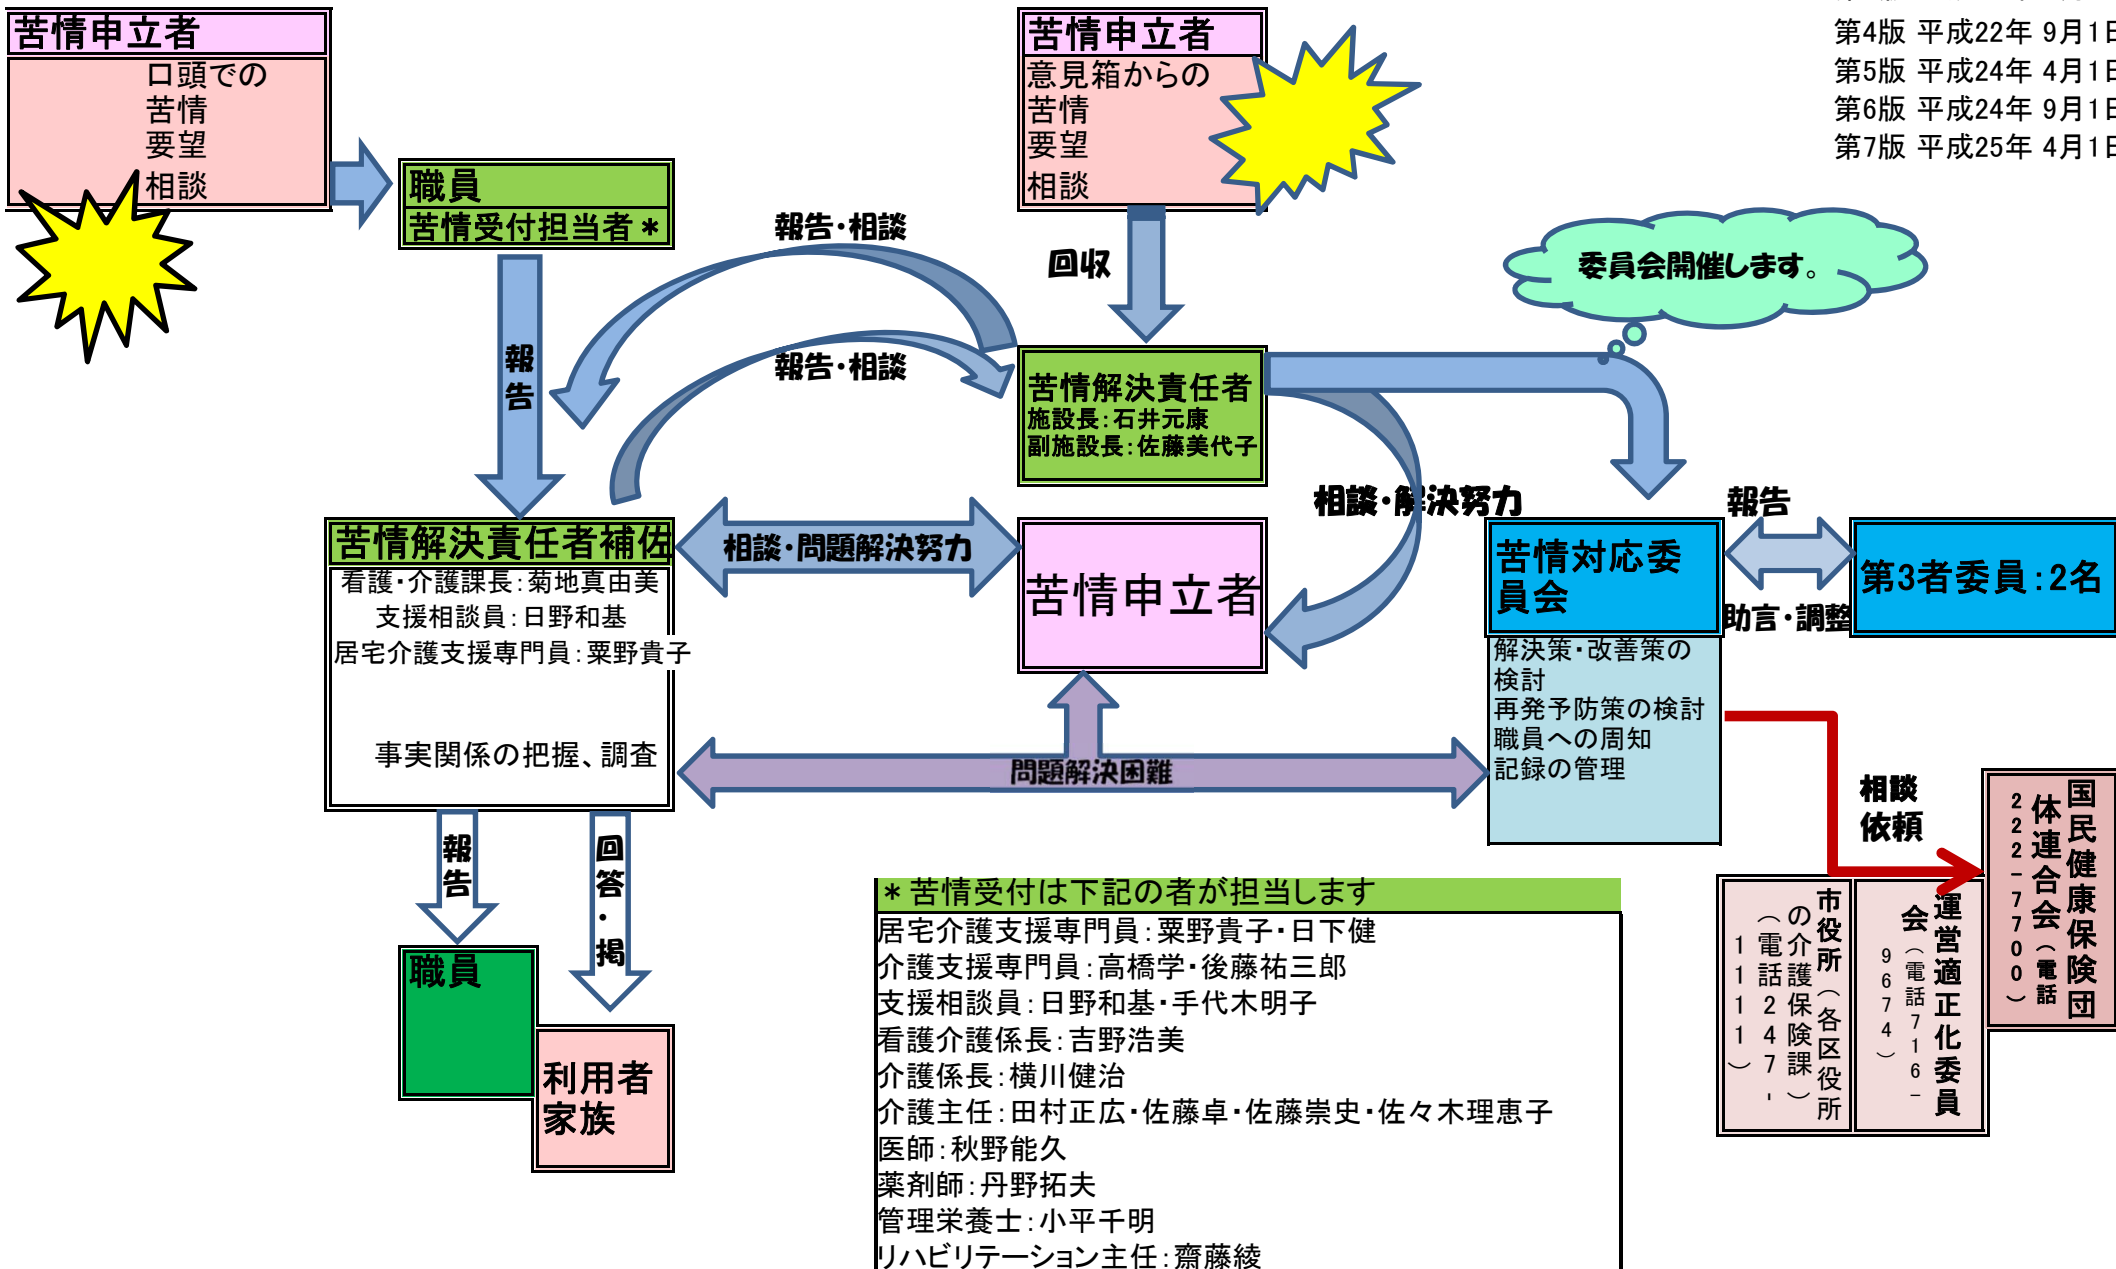 第4版 平成22年 9月1日
第5版 平成24年 4月1日
第6版 平成24年 9月1日
第7版 平成25年 4月1日
苦情申立者
口頭での
苦情
要望
相談
苦情申立者
意見箱からの
苦情
要望
相談
職員
苦情受付担当者*
報告・相談
回収
委員会開催します。
報告
報告・相談
苦情解決責任者
施設長:石井元康
副施設長:佐藤美代子
相談・解決努力
苦情解決責任者補佐
看護・介護課長:菊地真由美
支援相談員:日野和基
居宅介護支援専門員:粟野貴子
事実関係の把握、調査
相談・問題解決努力
苦情申立者
苦情対応委
員会
解決策・改善策の
検討
再発予防策の検討
職員への周知
記録の管理
報告
助言・調整
第3者委員:2名
問題解決困難
相談
依頼
国民健康保険団
体連合会(電話
222-7700)
運営適正化委員
会(電話716-
9674)
市役所(各区役所
の介護保険課)
(電話247-
1111)
報告
回答・掲
職員
利用者
家族
*苦情受付は下記の者が担当します
居宅介護支援専門員:粟野貴子・日下健
介護支援専門員:高橋学・後藤祐三郎
支援相談員:日野和基・手代木明子
看護介護係長:吉野浩美
介護係長:横川健治
介護主任:田村正広・佐藤卓・佐藤崇史・佐々木理恵子
医師:秋野能久
薬剤師:丹野拓夫
管理栄養士:小平千明
リハビリテーション主任:齋藤綾